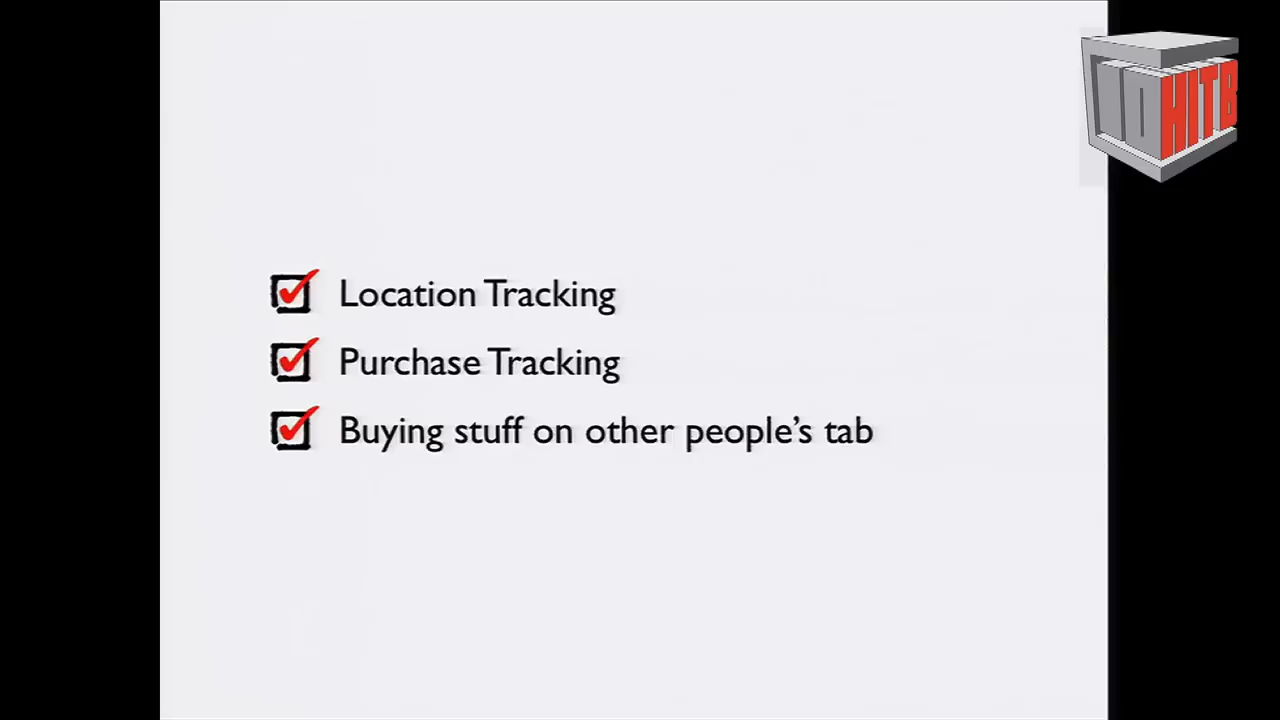 HITB
Location Tracking
Purchase Tracking
Buying stuff on other people's tab